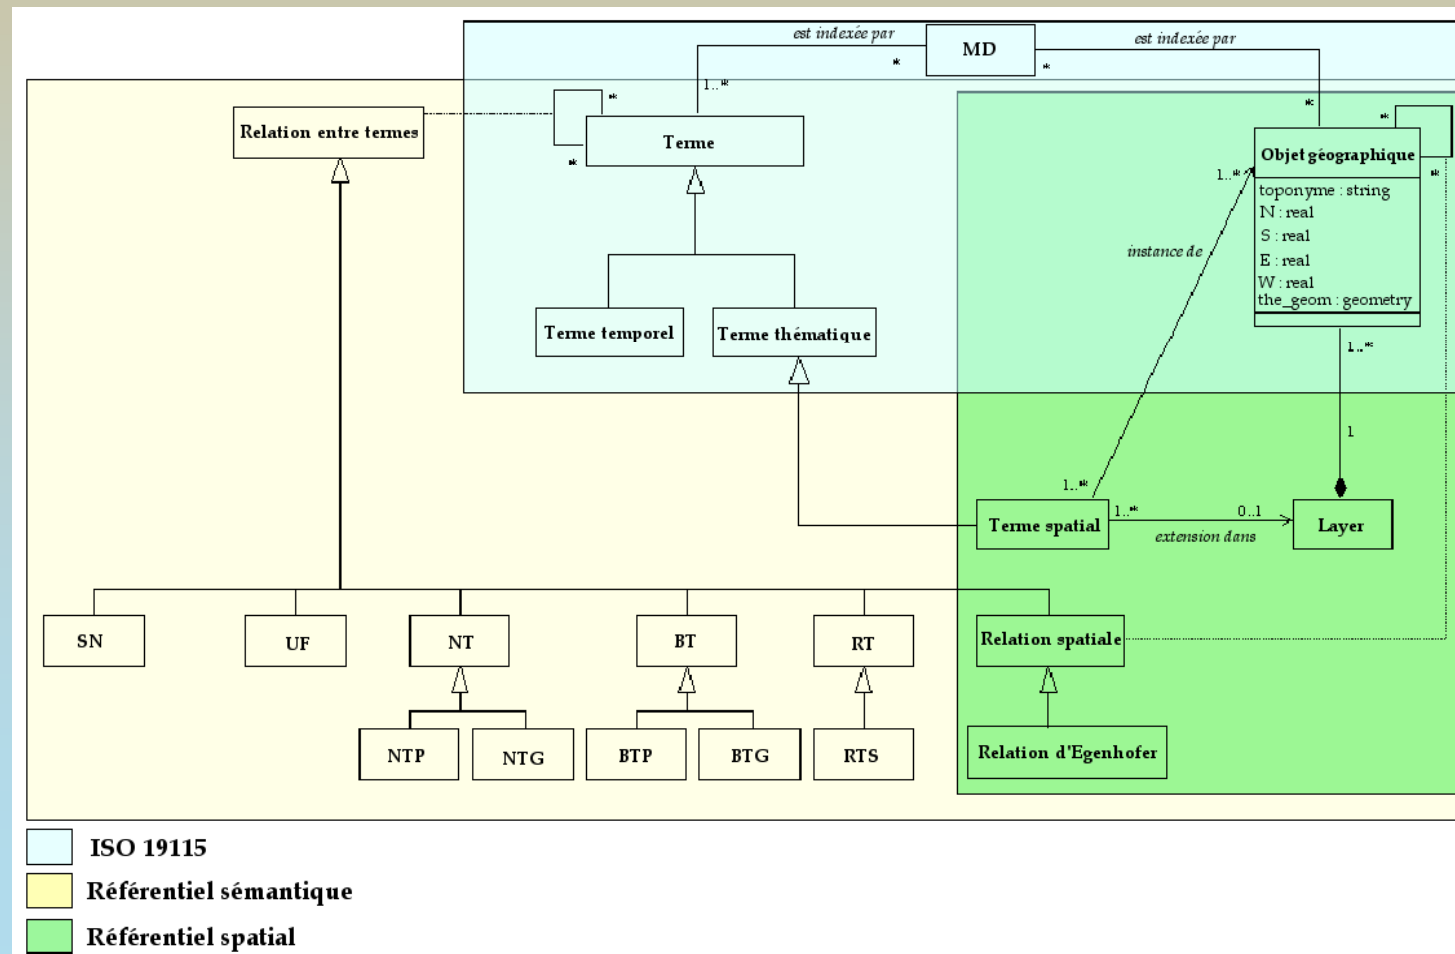 est indexée par
MD
est indexée par
*
*
1..*
*
Relation entre termes
*
Terme
*
*
Objet géographique
1..*
*
toponyme : string
N : real
S : real
E : real
W : real
the_geom : geometry
instance de
Terme temporel
Terme thématique
1..*
1
1..*
Terme spatial
1..*
0..1
extension dans
Layer
SN
UF
NT
BT
RT
Relation spatiale
NTP
NTG
BTP
BTG
RTS
Relation d'Egenhofer
ISO 19115
Référentiel sémantique
Référentiel spatial